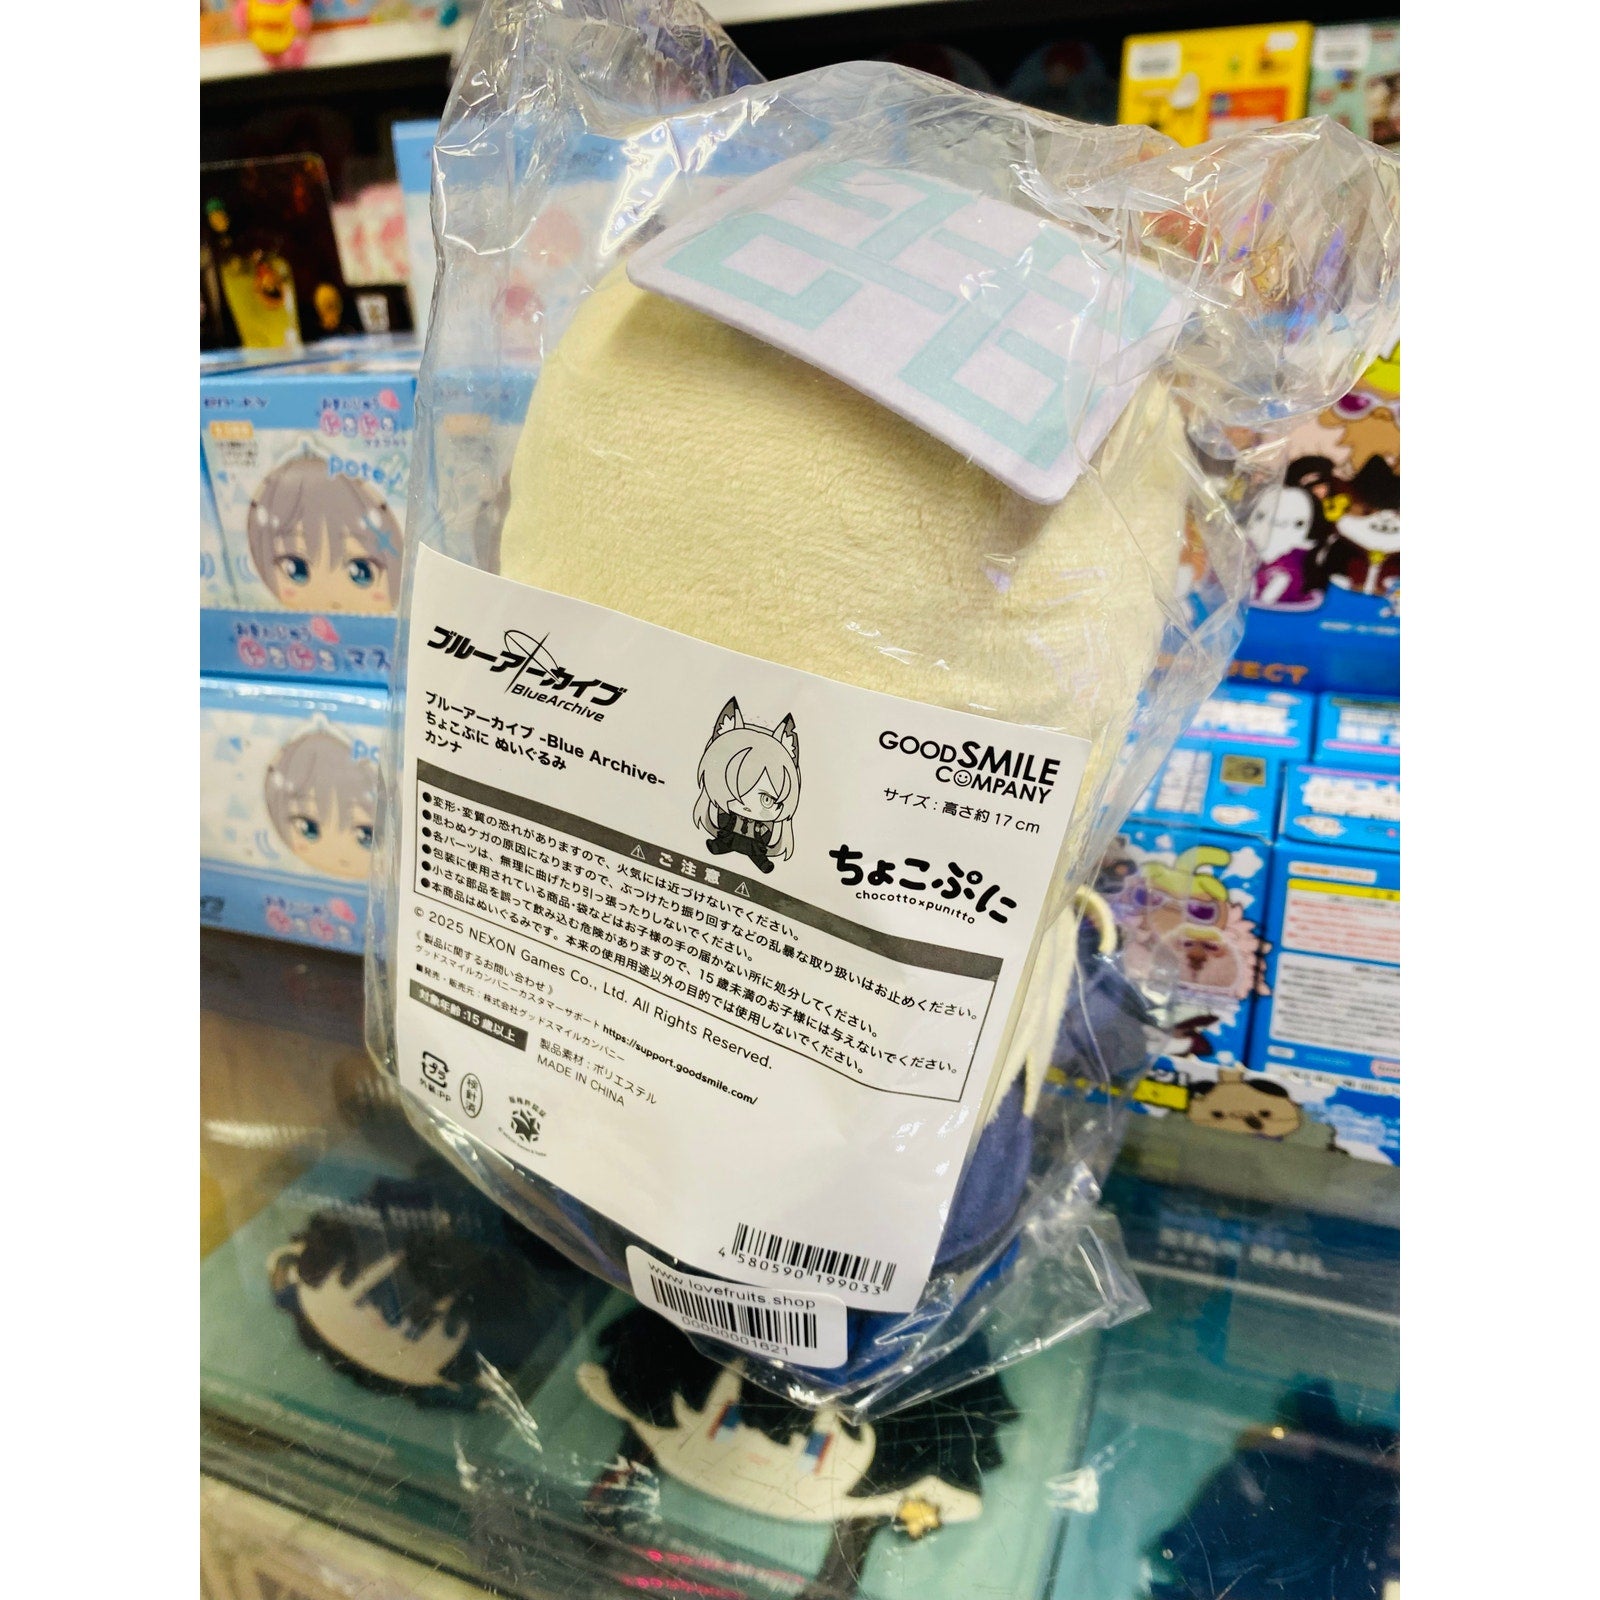 ブルーアーカイブ
BlueArchive
ブルーアーカイブ -Blue Archive-
ちょこぷに ぬいぐるみ
カンナ
GOOD SMILE
COMPANY
サイズ：高さ約 17 cm
ちょこぷに
chocotto×punitto
⚠ ご 注 意 ⚠
●変形・変質の恐れがありますので、火気には近づけないでください。
●思わぬケガの原因になりますので、ぶつけたり振り回すなどの乱暴な取り扱いはお止めください。
●各パーツは、無理に曲げたり引っ張ったりしないでください。
●包装に使用されている商品・袋などはお子様の手の届かない所に処分してください。
●小さな部品を誤って飲み込む危険がありますので、15 歳未満のお子様には与えないでください。
●本商品はぬいぐるみです。本来の使用用途以外の目的では使用しないでください。
© 2025 NEXON Games Co., Ltd. All Rights Reserved.
《 製品に関するお問い合わせ 》
グッドスマイルカンパニーカスタマーサポート https://support.goodsmile.com/
■発売・販売元：株式会社グッドスマイルカンパニー
対象年齢 :15 歳以上
製品素材：ポリエステル
MADE IN CHINA
プラ
外装:PP
検針済
4 580590 199033
www.lovefruits.shop
00000001621
pote
STAR RAIL